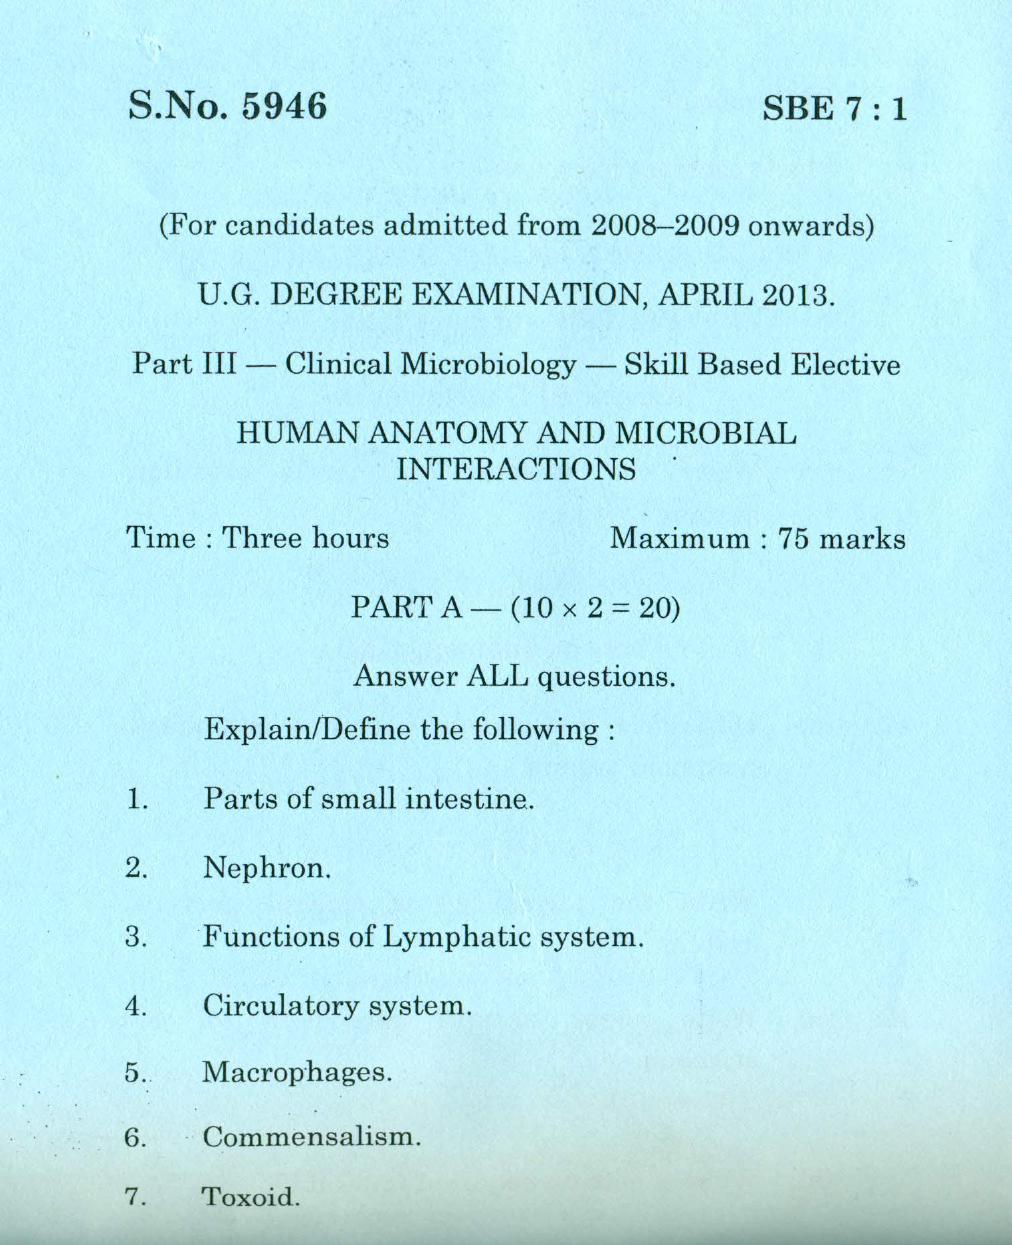 S.No. 5946 SBE 7 : 1
(For candidates admitted from 2008–2009 onwards)
U.G. DEGREE EXAMINATION, APRIL 2013.
Part III — Clinical Microbiology — Skill Based Elective
HUMAN ANATOMY AND MICROBIAL
INTERACTIONS
Time : Three hours Maximum : 75 marks
PART A — (10 × 2 = 20)
Answer ALL questions.
Explain/Define the following :
1. Parts of small intestine.
2. Nephron.
3. Functions of Lymphatic system.
4. Circulatory system.
5. Macrophages.
6. Commensalism.
7. Toxoid.